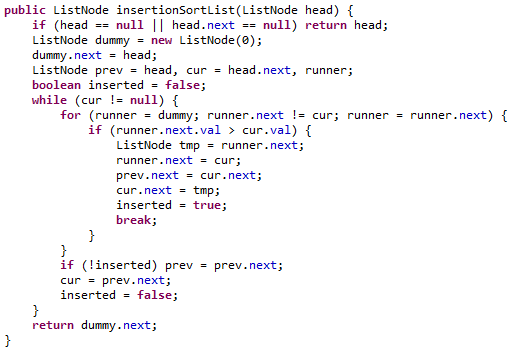 public ListNode insertionSortList(ListNode head) {
    if (head == null || head.next == null) return head;
    ListNode dummy = new ListNode(0);
    dummy.next = head;
    ListNode prev = head, cur = head.next, runner;
    boolean inserted = false;
    while (cur != null) {
        for (runner = dummy; runner.next != cur; runner = runner.next) {
            if (runner.next.val > cur.val) {
                ListNode tmp = runner.next;
                runner.next = cur;
                prev.next = cur.next;
                cur.next = tmp;
                inserted = true;
                break;
            }
        }
        if (!inserted) prev = prev.next;
        cur = prev.next;
        inserted = false;
    }
    return dummy.next;
}